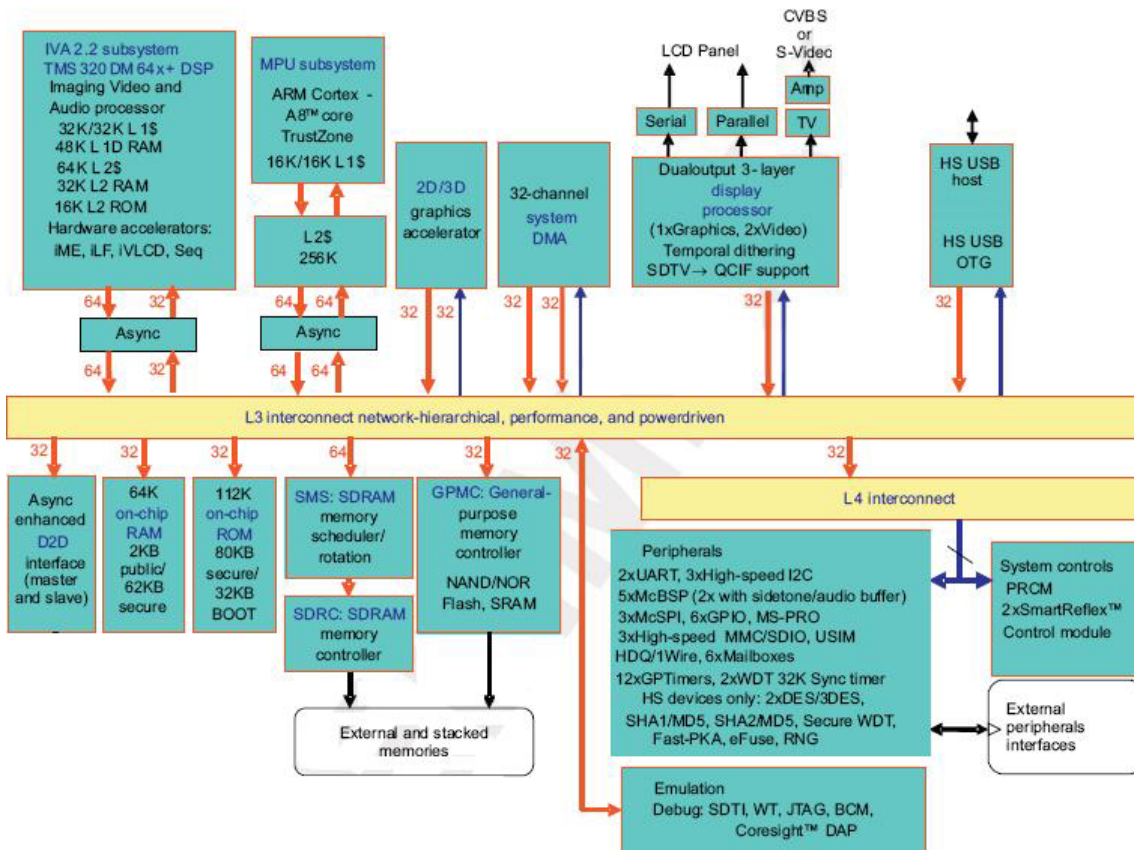 IVA 2.2 subsystem
TMS 320 DM 64x+ DSP
Imaging Video and
Audio processor
32K/32K L 1$
48K L 1D RAM
64K L 2$
32K L2 RAM
16K L2 ROM
Hardware accelerators:
iME, iLF, iVLCD, Seq
64
32
Async
64
32
MPU subsystem
ARM Cortex -
A8™ core
TrustZone
16K/16K L1$
L2$
256K
64
64
Async
64
64
2D/3D
graphics
accelerator
32
32
32-channel
system
DMA
32
32
LCD Panel
CVBS
or
S-Video
Amp
Serial
Parallel
TV
Dualoutput 3- layer
display
processor
(1xGraphics, 2xVideo)
Temporal dithering
SDTV→ QCIF support
32
HS USB
host
HS USB
OTG
32
L3 interconnect network-hierarchical, performance, and powerdriven
32
32
32
64
32
32
32
Async
enhanced
D2D
interface
(master
and slave)
64K
on-chip
RAM
2KB
public/
62KB
secure
112K
on-chip
ROM
80KB
secure/
32KB
BOOT
SMS: SDRAM
memory
scheduler/
rotation
SDRC: SDRAM
memory
controller
GPMC: General-
purpose
memory
controller
NAND/NOR
Flash, SRAM
External and stacked
memories
L4 interconnect
Peripherals
2xUART, 3xHigh-speed I2C
5xMcBSP (2x with sidetone/audio buffer)
3xMcSPI, 6xGPIO, MS-PRO
3xHigh-speed MMC/SDIO, USIM
HDQ/1Wire, 6xMailboxes
12xGPTimers, 2xWDT 32K Sync timer
HS devices only: 2xDES/3DES,
SHA1/MD5, SHA2/MD5, Secure WDT,
Fast-PKA, eFuse, RNG
System controls
PRCM
2xSmartReflex™
Control module
External
peripherals
interfaces
Emulation
Debug: SDTI, WT, JTAG, BCM,
Coresight™ DAP